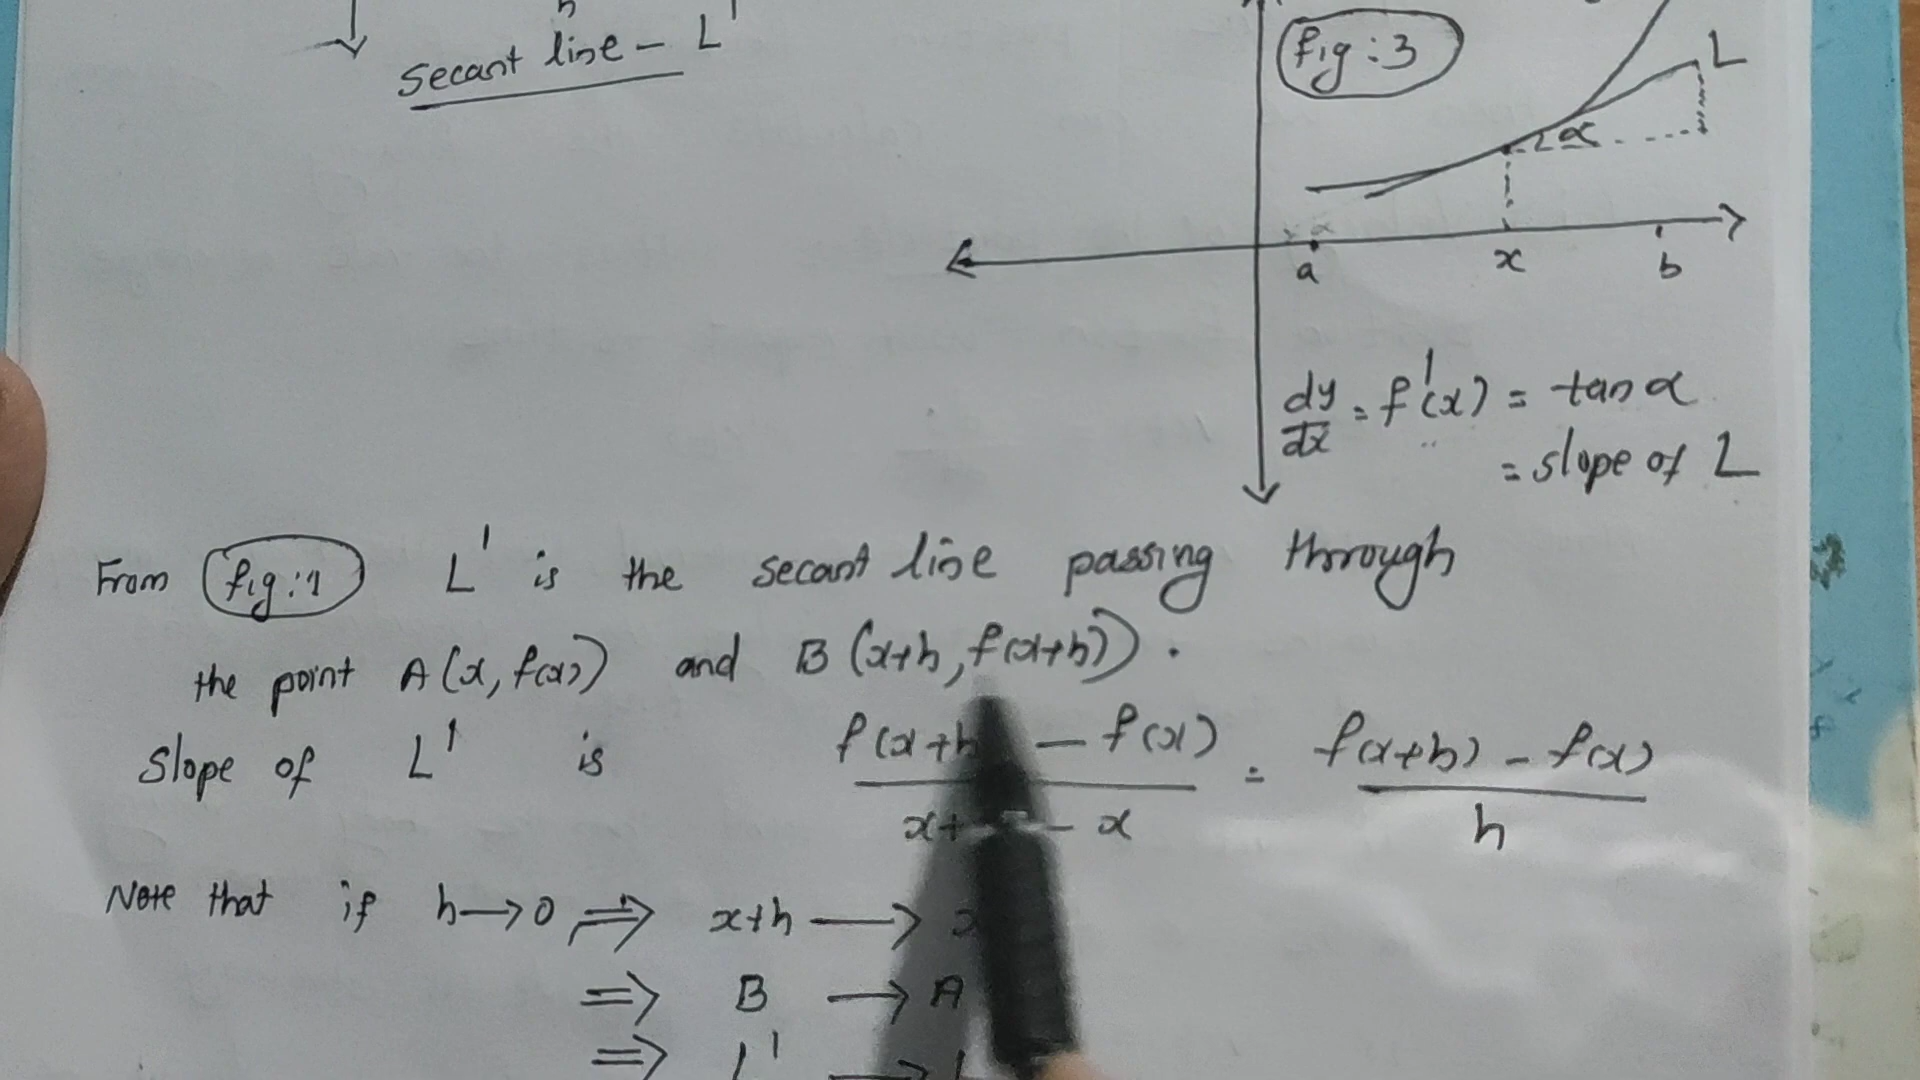 h
Secant line - L'
fig:3
L
α
a
x
b
dy/dx = f'(x) = tan α
= slope of L
From fig:1 L' is the secant line passing through
the point A(x, f(x)) and B(x+h, f(x+h)).
Slope of L' is f(x+h - f(x) / x+ - x = f(x+h) - f(x) / h
Note that if h → 0 ⇒ x+h →
⇒ B → A
⇒ L' →